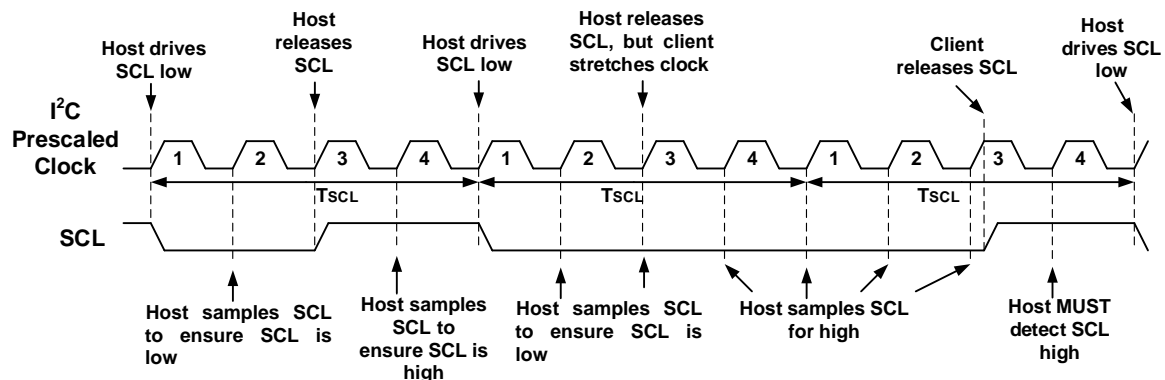 Host drives
SCL low
Host
releases
SCL
Host drives
SCL low
Host releases
SCL, but client
stretches clock
Client
releases SCL
Host
drives SCL
low
I²C
Prescaled
Clock
1 2 3 4 1 2 3 4 1 2 3 4
TSCL TSCL TSCL
SCL
Host samples SCL
to ensure SCL is
low
Host samples
SCL to
ensure SCL is
high
Host samples SCL
to ensure SCL is
low
Host samples SCL
for high
Host MUST
detect SCL
high